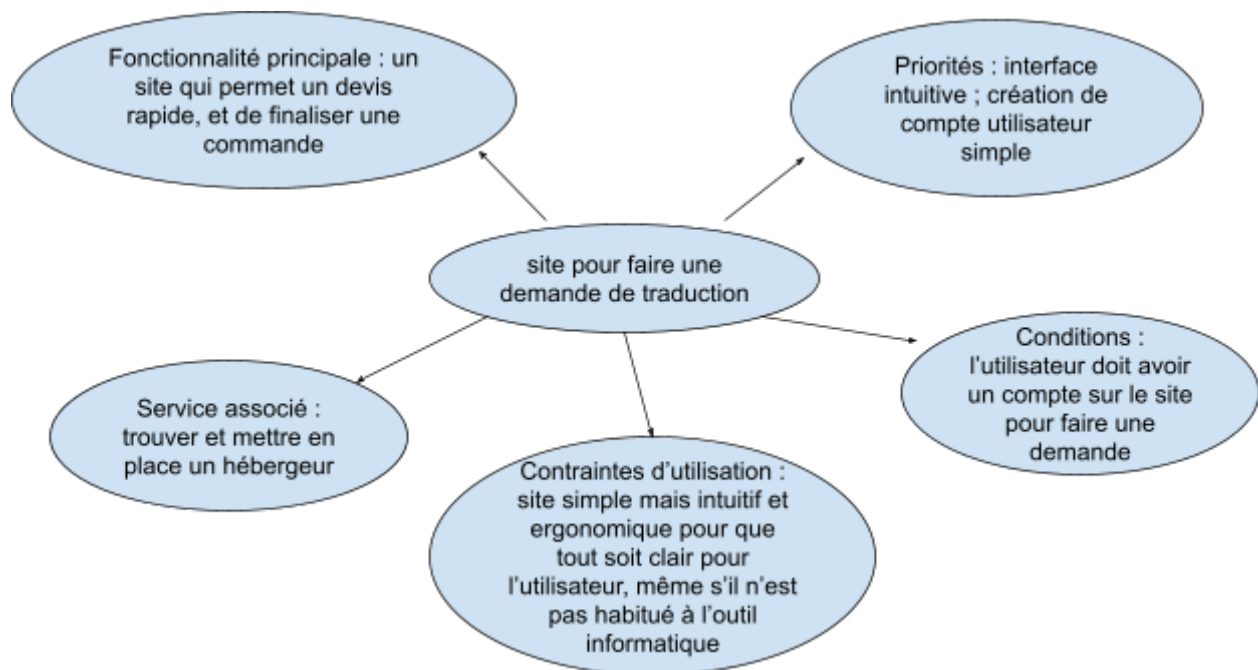 Fonctionnalité principale : un
site qui permet un devis
rapide, et de finaliser une
commande
Priorités : interface
intuitive ; création de
compte utilisateur
simple
site pour faire une
demande de traduction
Service associé :
trouver et mettre en
place un hébergeur
Contraintes d’utilisation :
site simple mais intuitif et
ergonomique pour que
tout soit clair pour
l’utilisateur, même s’il n’est
pas habitué à l’outil
informatique
Conditions :
l’utilisateur doit avoir
un compte sur le site
pour faire une
demande